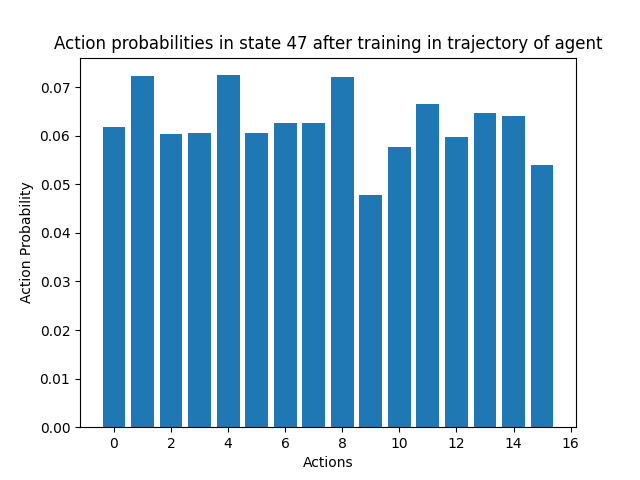 Action probabilities in state 47 after training in trajectory of agent
0.07
0.06
0.05
0.04
0.03
0.02
0.01
0.00
Action Probability
0 2 4 6 8 10 12 14 16
Actions